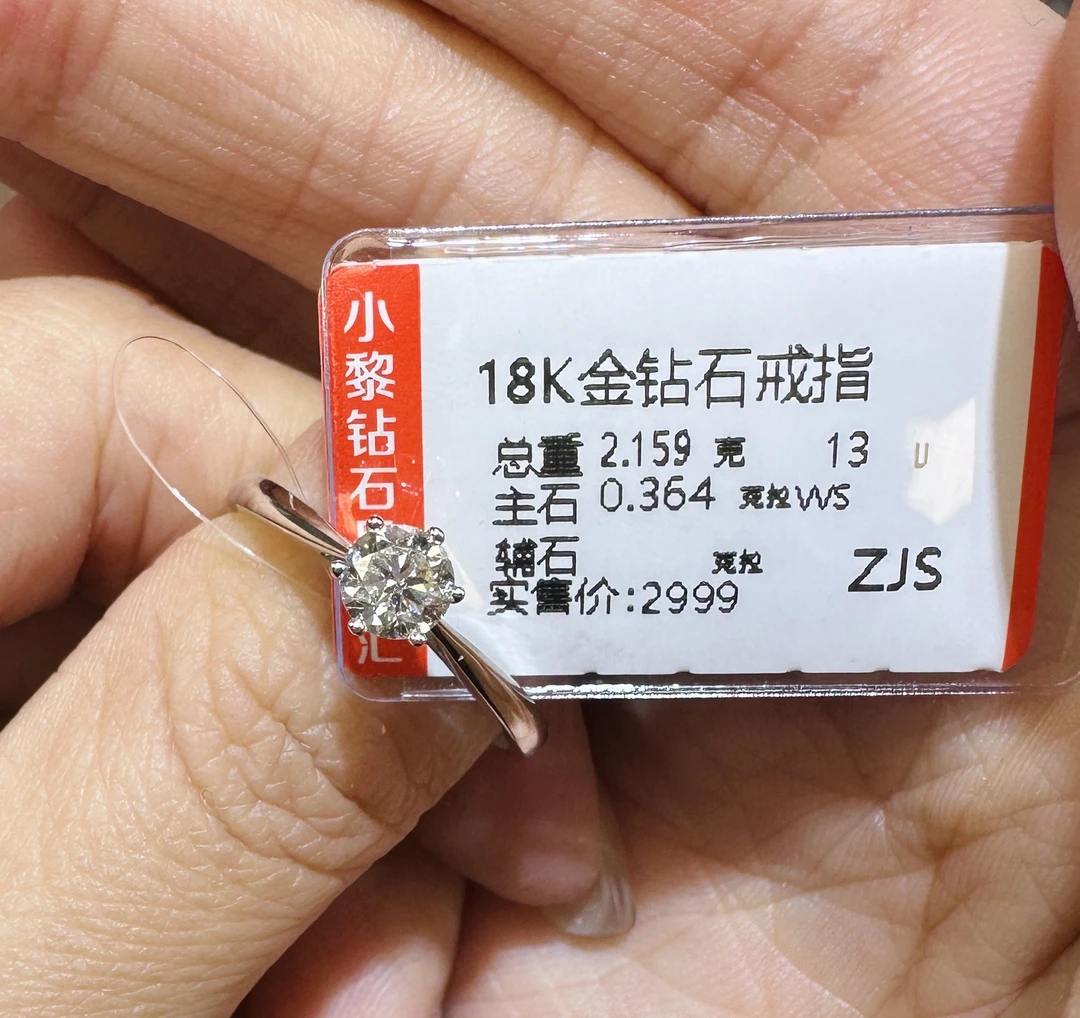 小黎钻石汇
18K金钻石戒指
总重 2.159 克 13
主石 0.364 克拉 VVS
辅石 克拉
实售价:2999
ZJS